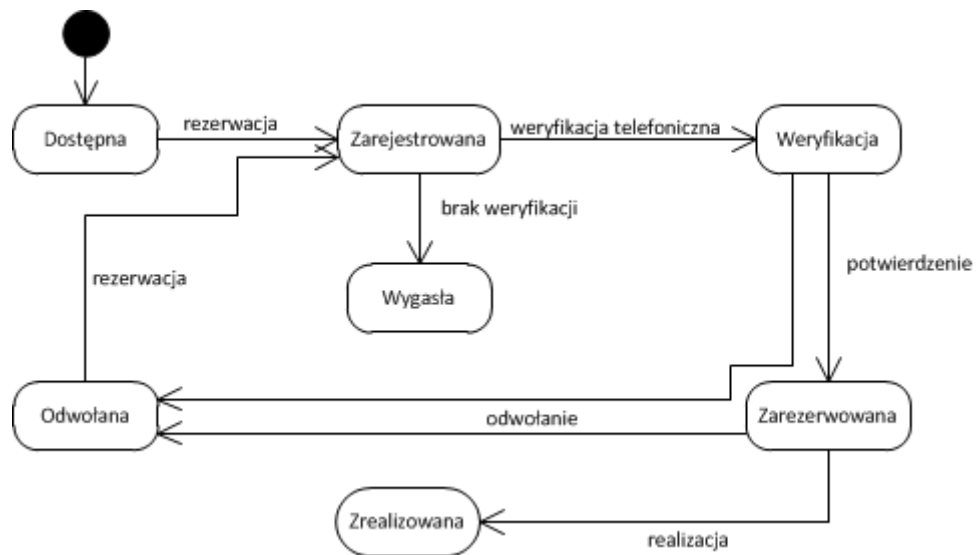 rezerwacja
Dostępna
Zarejestrowana
weryfikacja telefoniczna
Weryfikacja
brak weryfikacji
rezerwacja
potwierdzenie
Wygasła
Odwołana
odwołanie
Zarezerwowana
Zrealizowana
realizacja